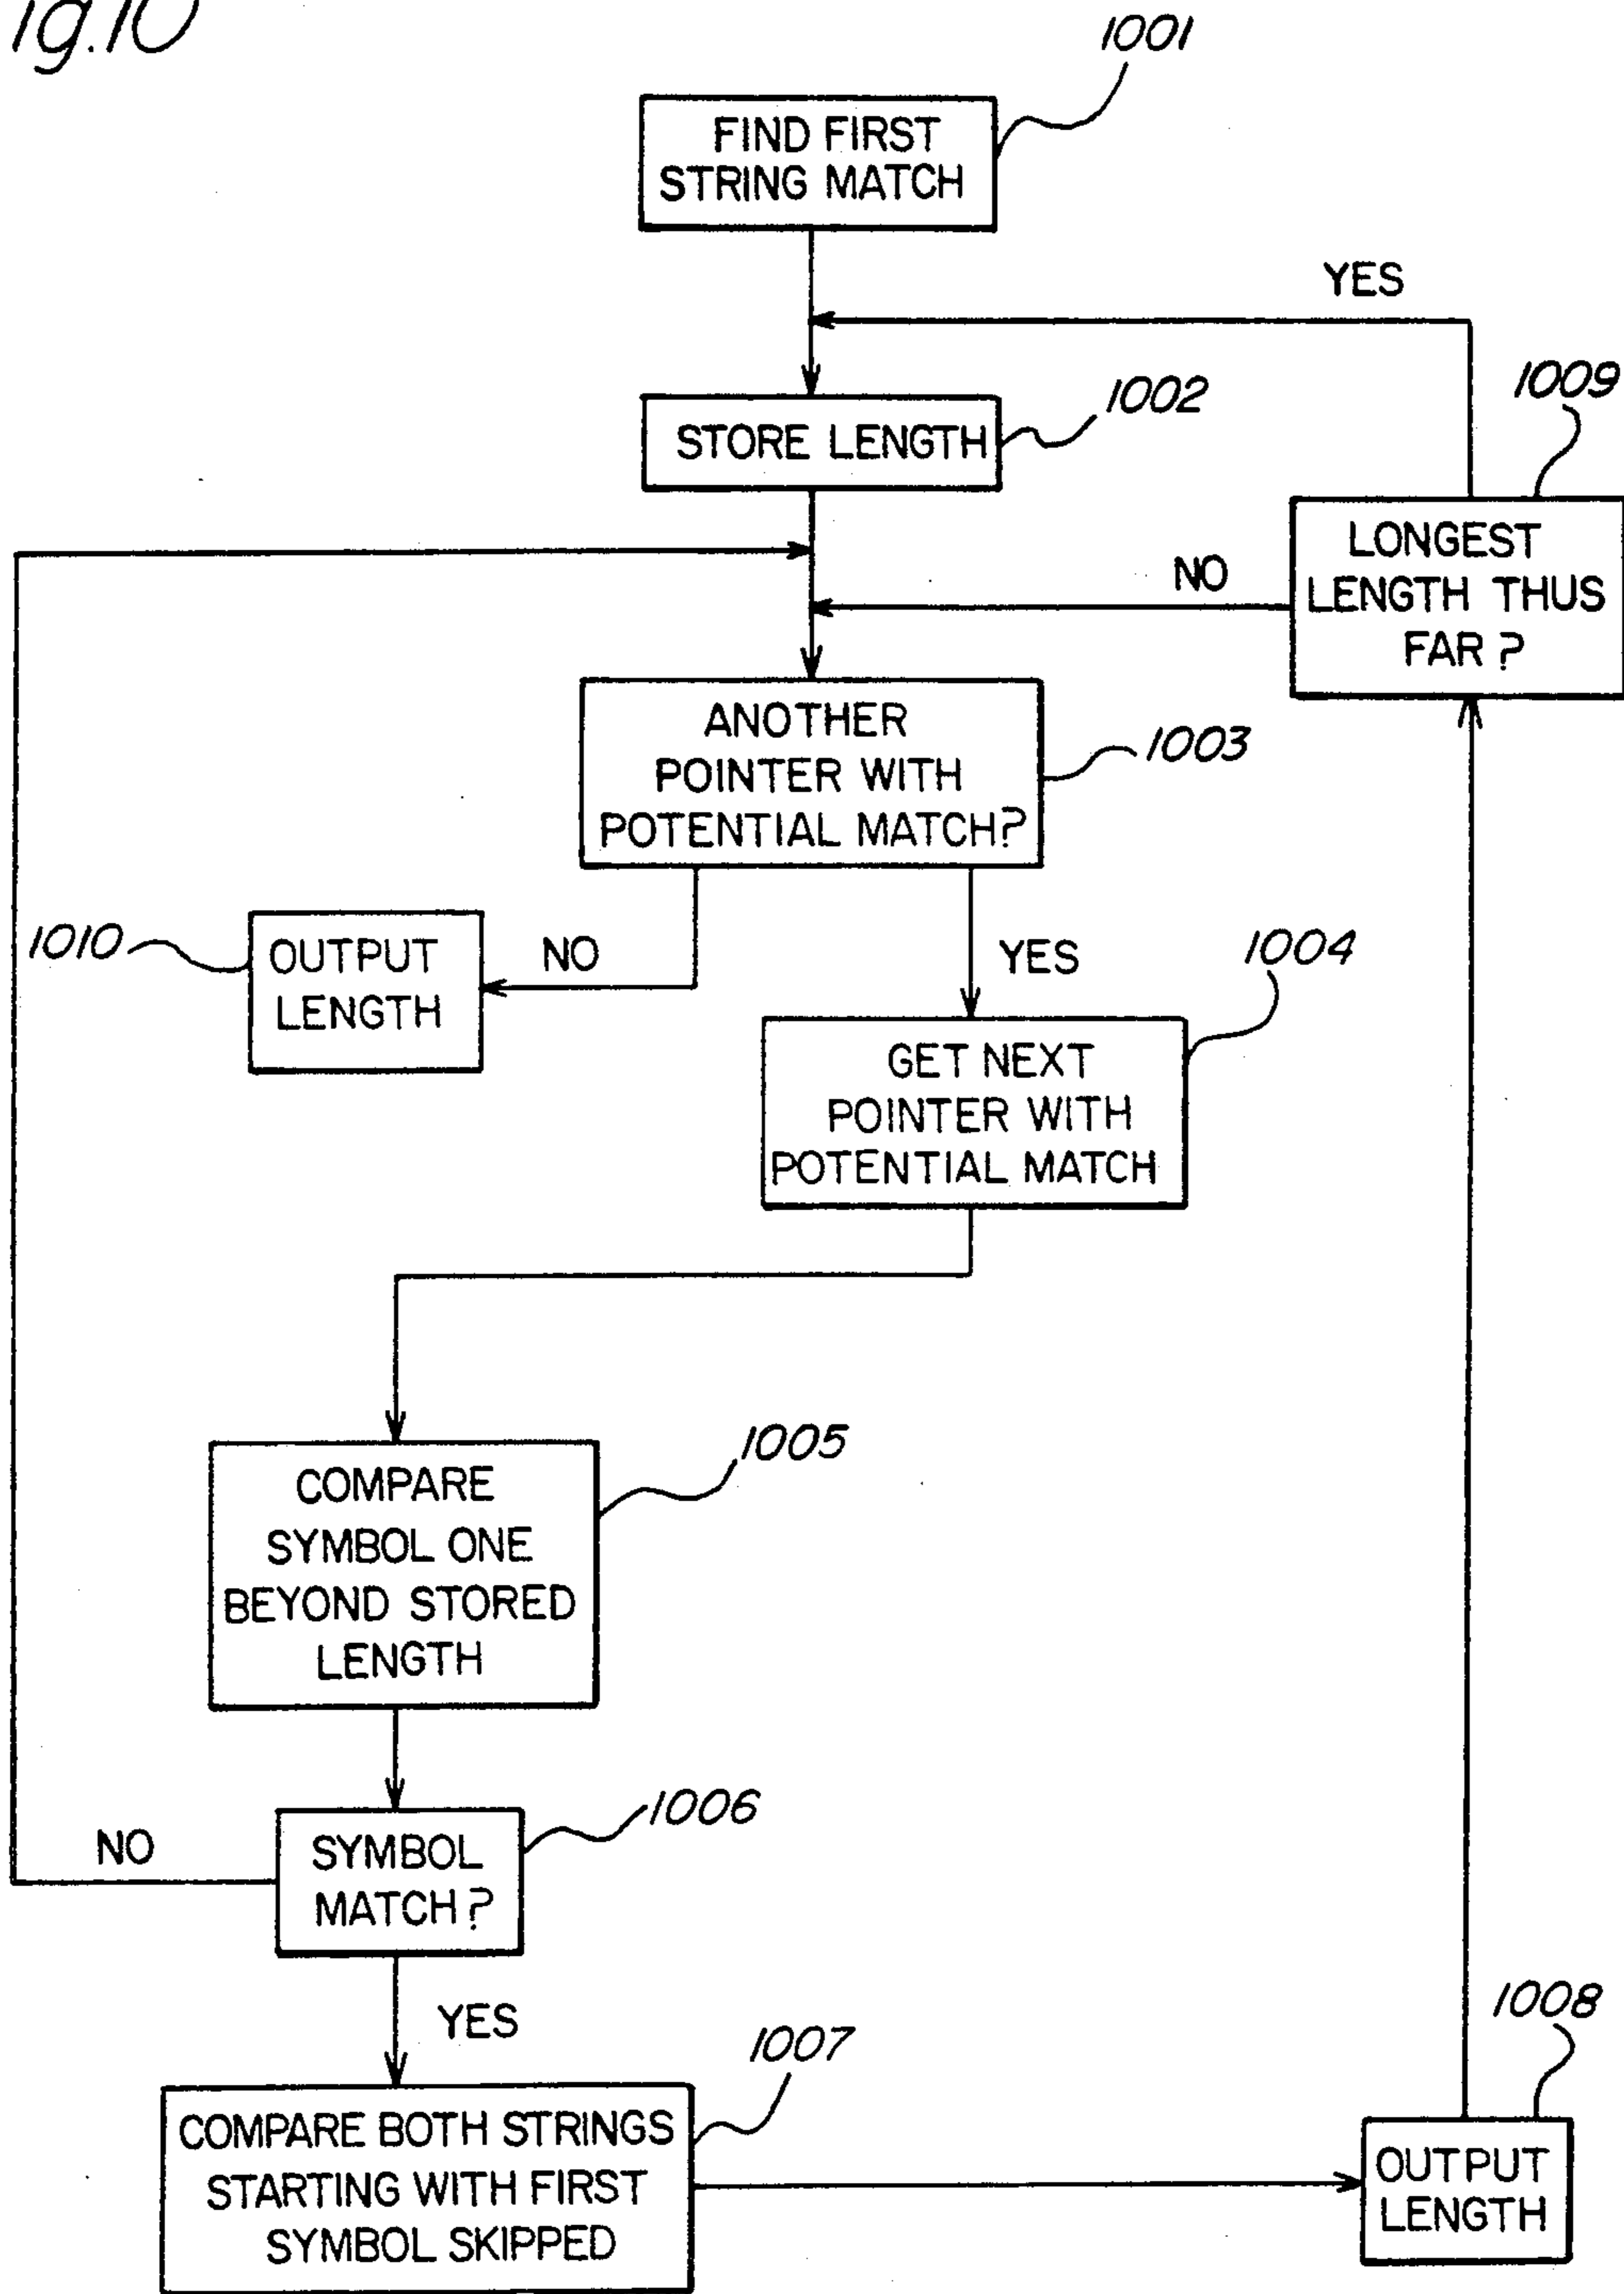 ig.10
1001
FIND FIRST
STRING MATCH
YES
1002
STORE LENGTH
1009
LONGEST
LENGTH THUS
FAR?
NO
ANOTHER
POINTER WITH
POTENTIAL MATCH?
1003
1010
OUTPUT
LENGTH
NO
YES
1004
GET NEXT
POINTER WITH
POTENTIAL MATCH
1005
COMPARE
SYMBOL ONE
BEYOND STORED
LENGTH
1006
NO
SYMBOL
MATCH?
YES
1007
COMPARE BOTH STRINGS
STARTING WITH FIRST
SYMBOL SKIPPED
1008
OUTPUT
LENGTH